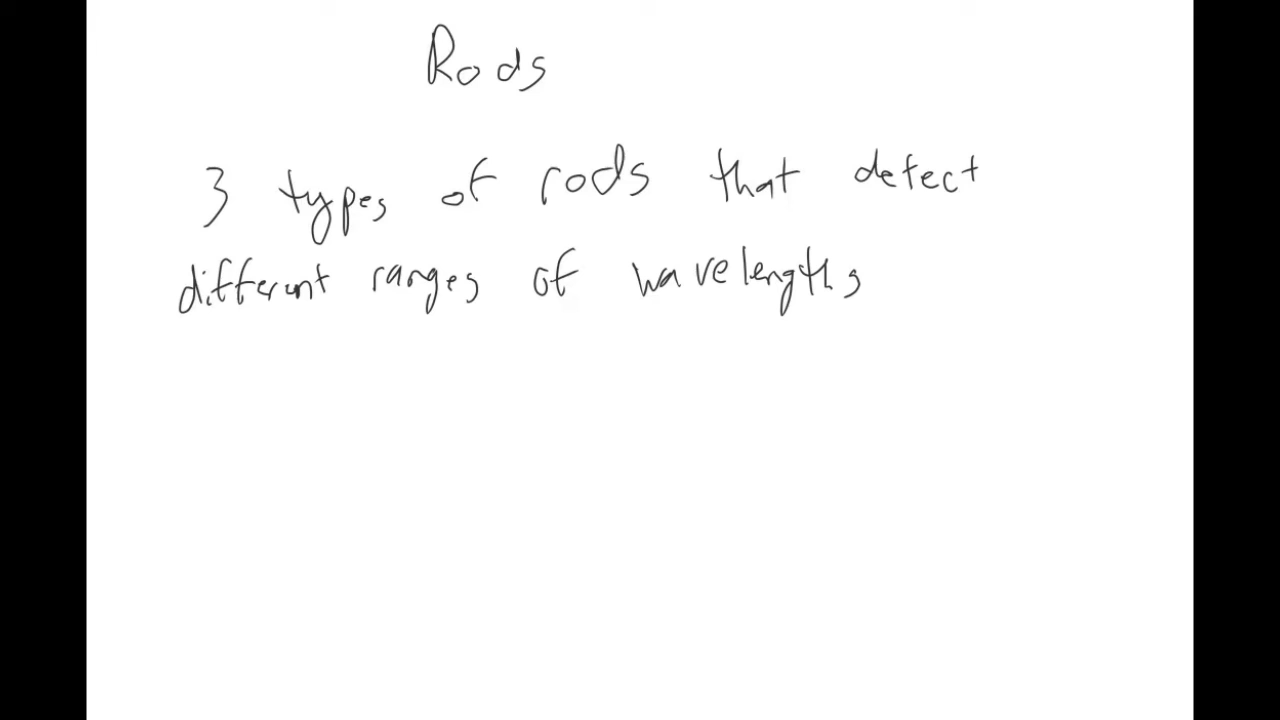 Rods
3 types of rods that detect
different ranges of wavelengths